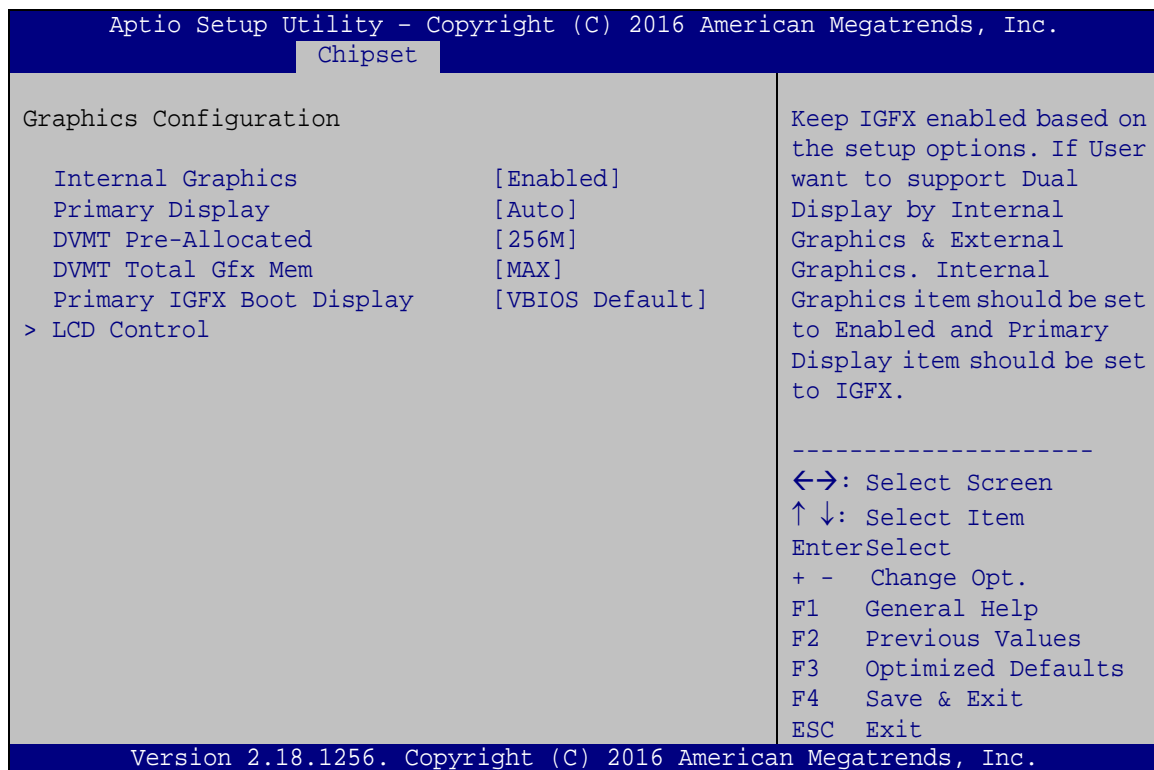 Aptio Setup Utility – Copyright (C) 2016 American Megatrends, Inc.
Chipset
Graphics Configuration
Internal Graphics [Enabled]
Primary Display [Auto]
DVMT Pre-Allocated [256M]
DVMT Total Gfx Mem [MAX]
Primary IGFX Boot Display [VBIOS Default]
> LCD Control
Keep IGFX enabled based on
the setup options. If User
want to support Dual
Display by Internal
Graphics & External
Graphics. Internal
Graphics item should be set
to Enabled and Primary
Display item should be set
to IGFX.
---------------------
←→: Select Screen
↑ ↓: Select Item
EnterSelect
+ - Change Opt.
F1 General Help
F2 Previous Values
F3 Optimized Defaults
F4 Save & Exit
ESC Exit
Version 2.18.1256. Copyright (C) 2016 American Megatrends, Inc.